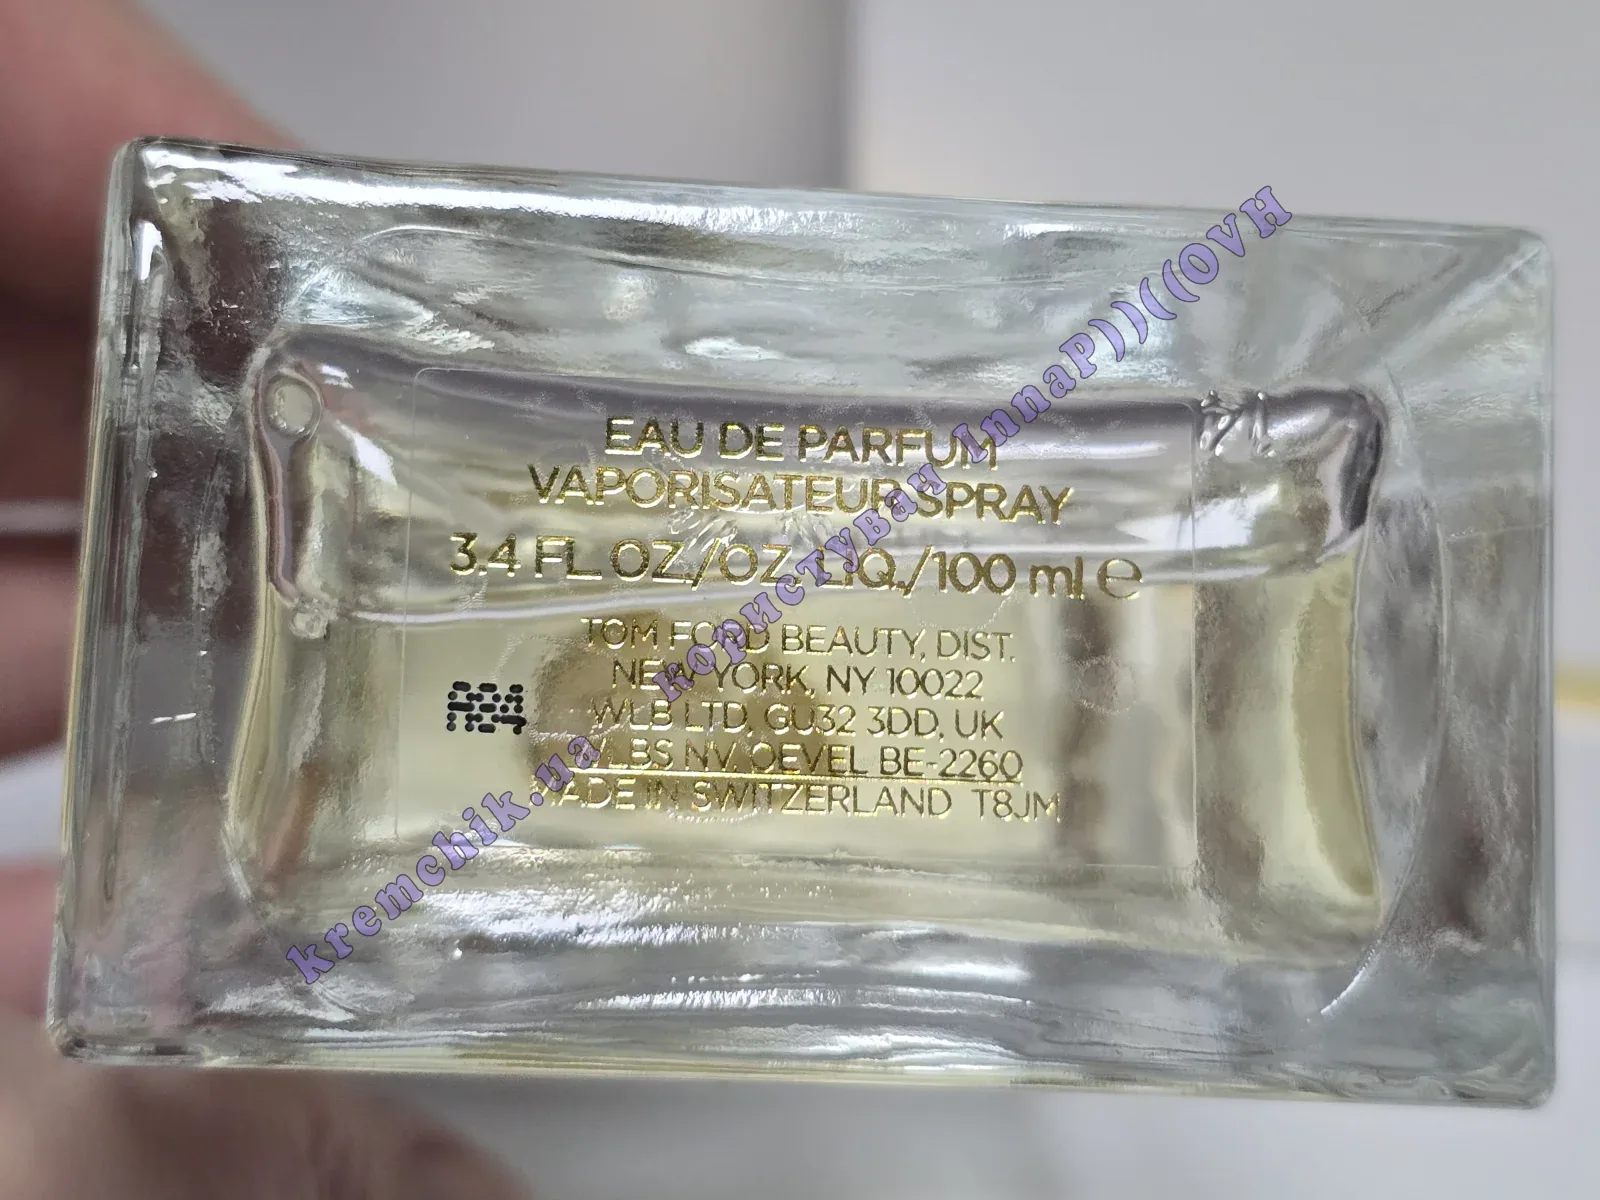 EAU DE PARFUM
VAPORISATEUR SPRAY
3.4 FL. OZ./OZ. LIQ./100 ml ℮
TOM FORD BEAUTY, DIST.
NEW YORK, NY 10022
WLB LTD, GU32 3DD, UK
WLBS NV OEVEL BE-2260
MADE IN SWITZERLAND T8JM
kremchik.ua користувач InnaP))((OVH